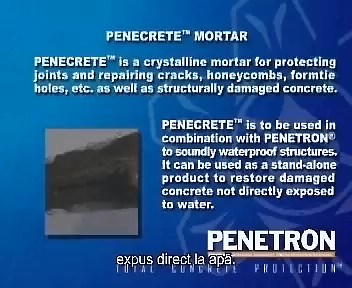 PENECRETE™ MORTAR
PENECRETE™ is a crystalline mortar for protecting
joints and repairing cracks, honeycombs, formtie
holes, etc. as well as structurally damaged concrete.
PENECRETE™ is to be used in
combination with PENETRON®
to soundly waterproof structures.
It can be used as a stand-alone
product to restore damaged
concrete not directly exposed
to water.
PENETRON
expus direct la apă.
TOTAL CONCRETE PROTECTION™